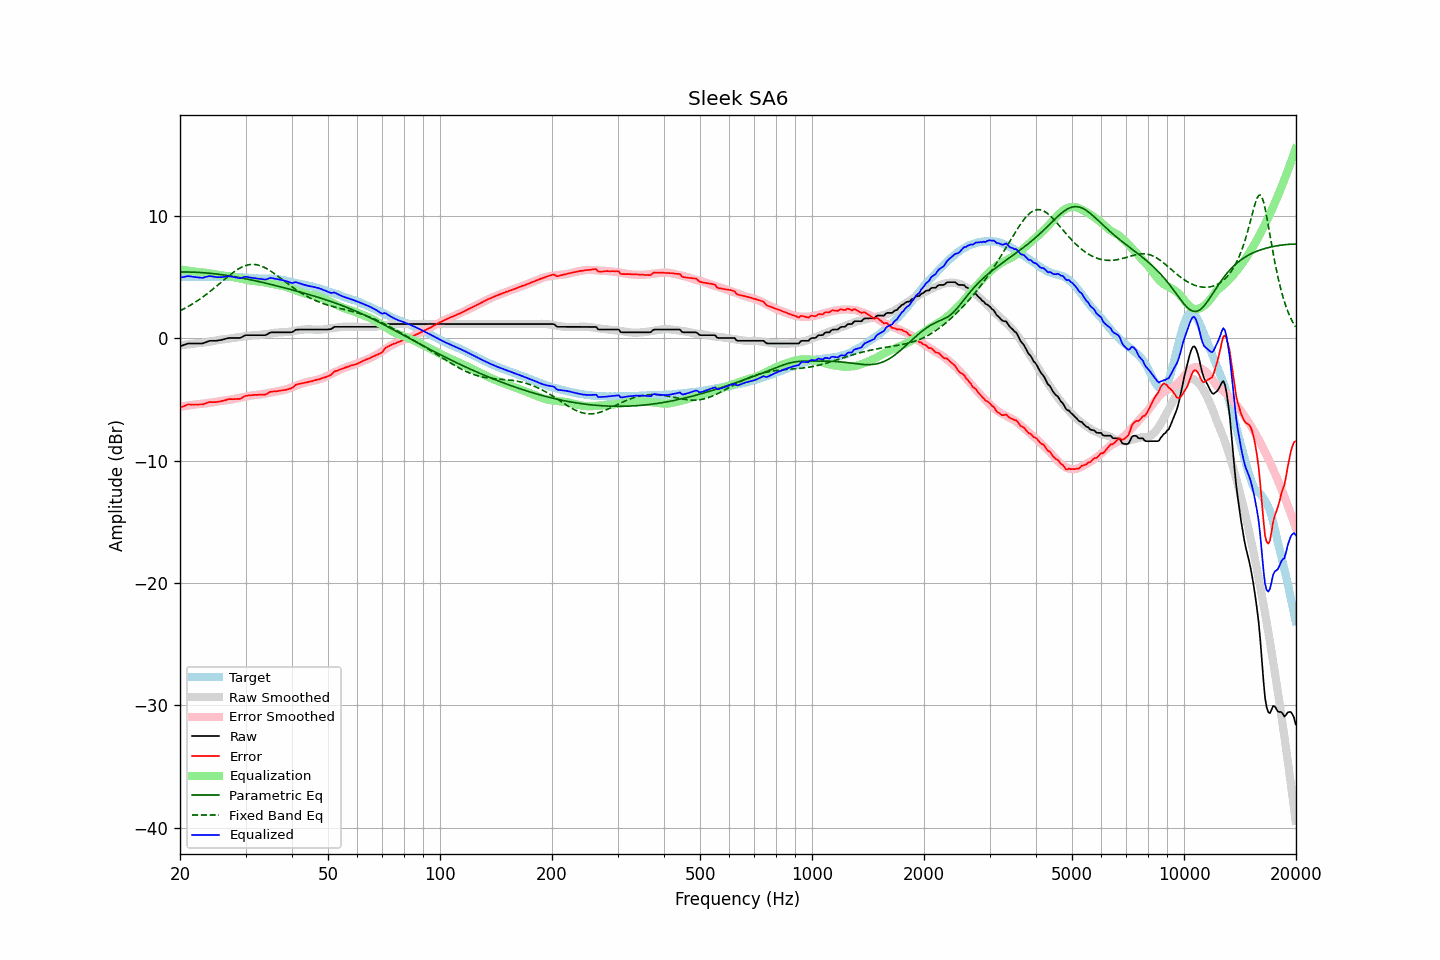 Sleek SA6
Amplitude (dBr)
10
0
−10
−20
−30
−40
Target
Raw Smoothed
Error Smoothed
Raw
Error
Equalization
Parametric Eq
Fixed Band Eq
Equalized
20 50 100 200 500 1000 2000 5000 10000 20000
Frequency (Hz)